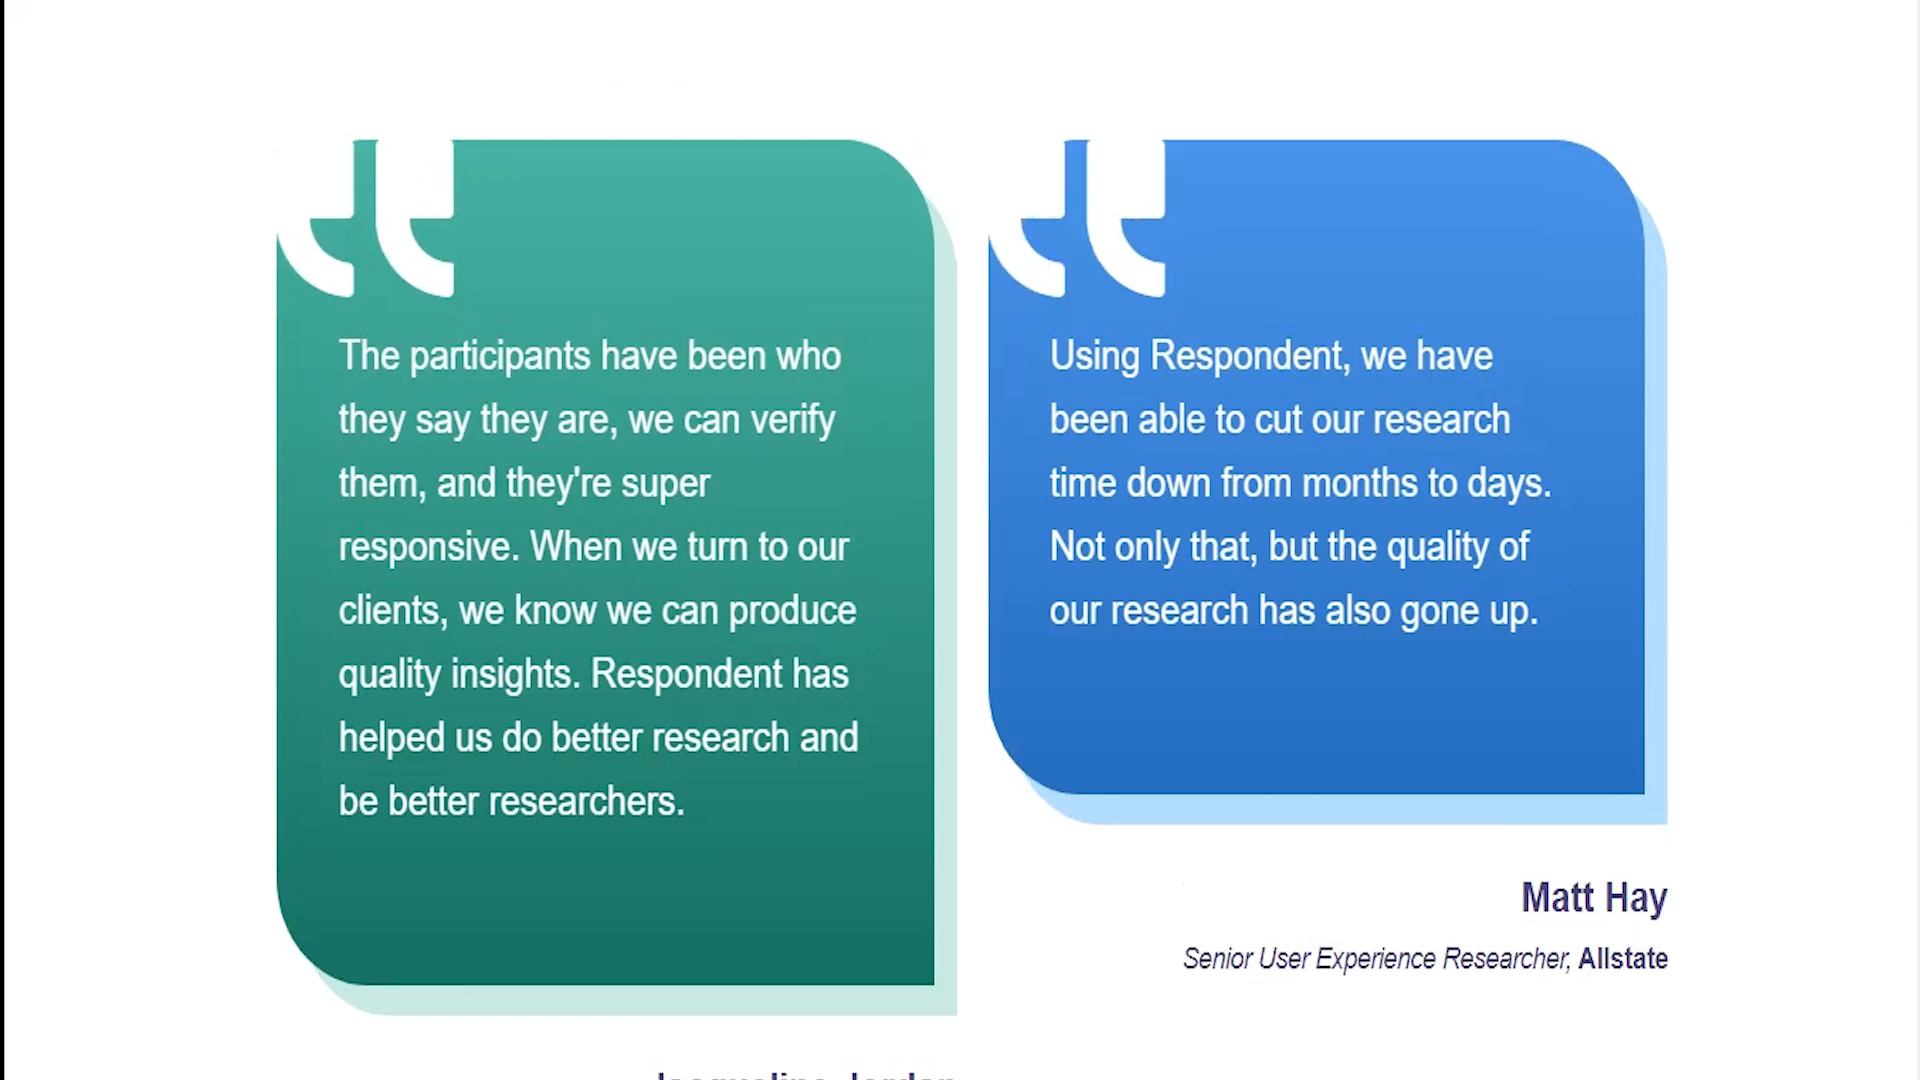 The participants have been who
they say they are, we can verify
them, and they're super
responsive. When we turn to our
clients, we know we can produce
quality insights. Respondent has
helped us do better research and
be better researchers.
Using Respondent, we have
been able to cut our research
time down from months to days.
Not only that, but the quality of
our research has also gone up.
Matt Hay
Senior User Experience Researcher, Allstate